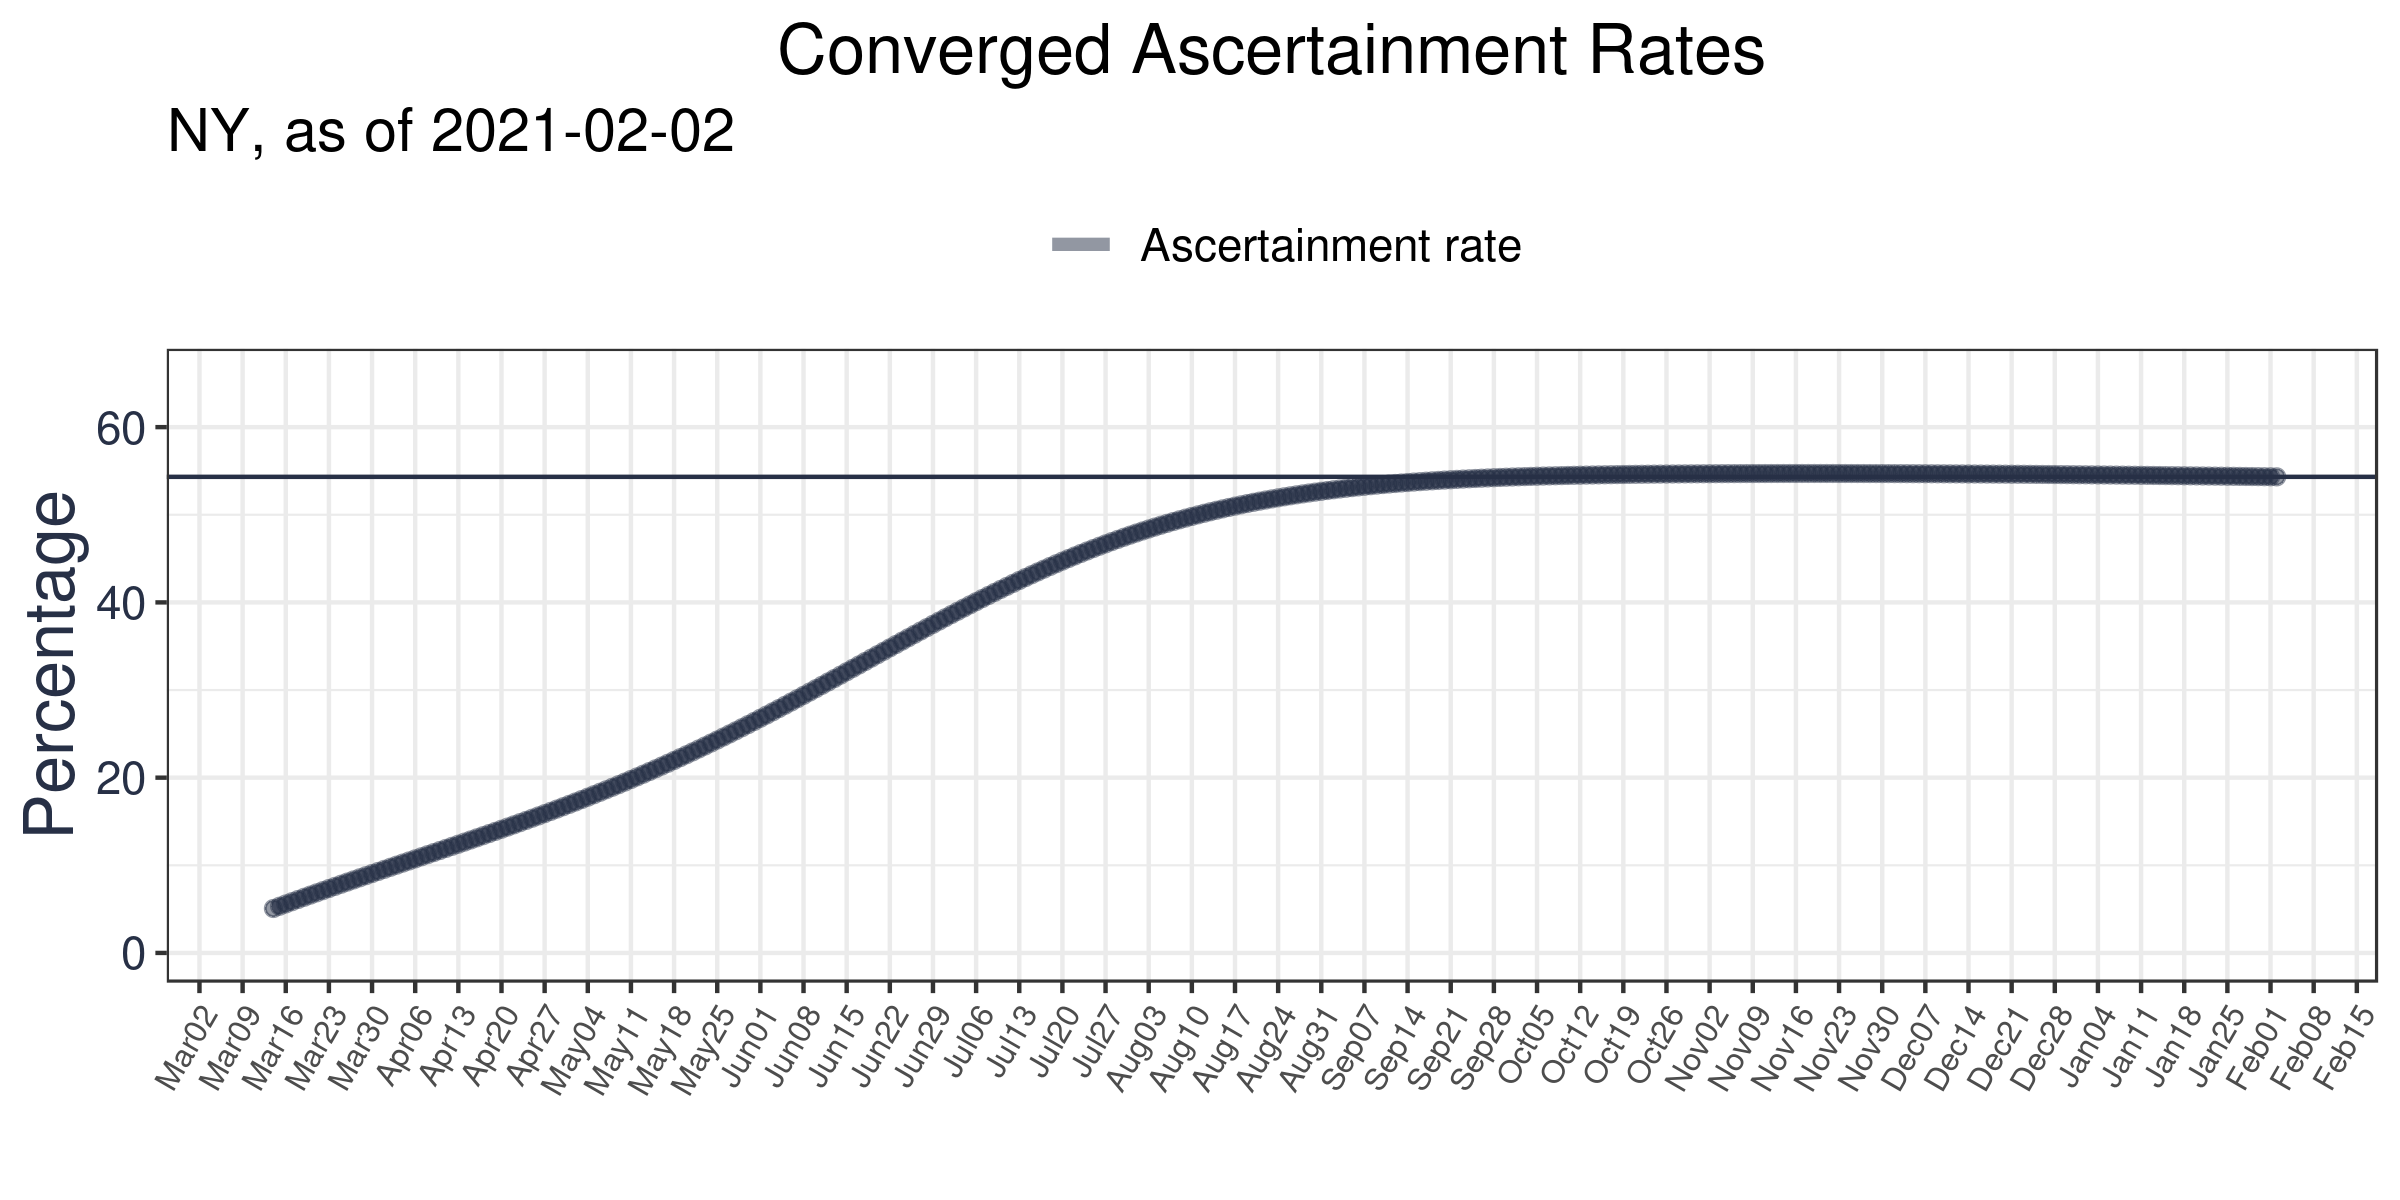 Converged Ascertainment Rates
NY, as of 2021-02-02
Ascertainment rate
Percentage
60
40
20
0
Mar02 Mar09 Mar16 Mar23 Mar30 Apr06 Apr13 Apr20 Apr27 May04 May11 May18 May25 Jun01 Jun08 Jun15 Jun22 Jun29 Jul06 Jul13 Jul20 Jul27 Aug03 Aug10 Aug17 Aug24 Aug31 Sep07 Sep14 Sep21 Sep28 Oct05 Oct12 Oct19 Oct26 Nov02 Nov09 Nov16 Nov23 Nov30 Dec07 Dec14 Dec21 Dec28 Jan04 Jan11 Jan18 Jan25 Feb01 Feb08 Feb15